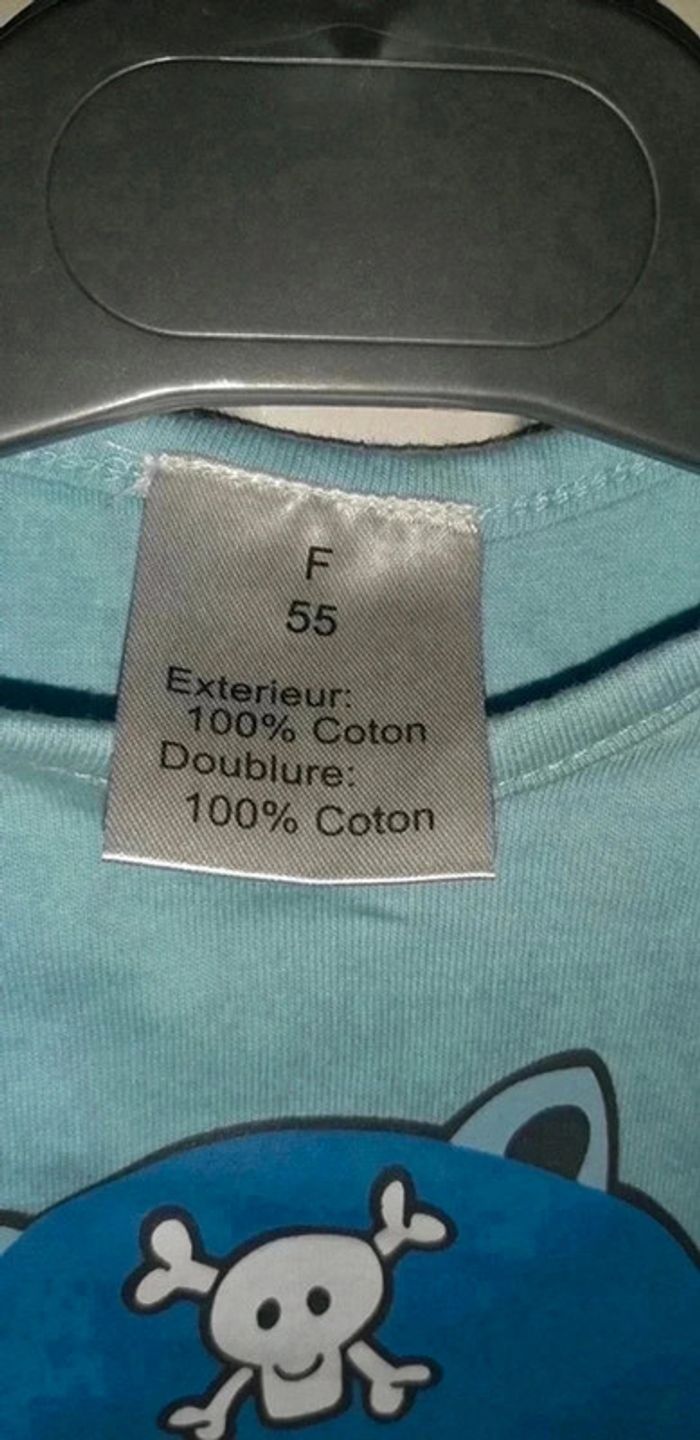 F
55
Exterieur:
100% Coton
Doublure:
100% Coton